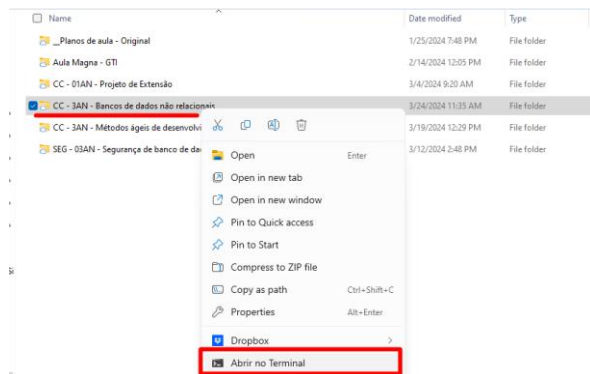 Name Date modified Type
__Planos de aula - Original 1/25/2024 7:48 PM File folder
Aula Magna - GTI 2/14/2024 12:05 PM File folder
CC - 01AN - Projeto de Extensão 3/4/2024 9:20 AM File folder
CC - 3AN - Bancos de dados não relacionais 3/24/2024 11:35 AM File folder
CC - 3AN - Métodos ágeis de desenvolvi 3/19/2024 12:29 PM File folder
SEG - 03AN - Segurança de banco de da 3/12/2024 2:48 PM File folder
Open Enter
Open in new tab
Open in new window
Pin to Quick access
Pin to Start
Compress to ZIP file
Copy as path Ctrl+Shift+C
Properties Alt+Enter
Dropbox
Abrir no Terminal